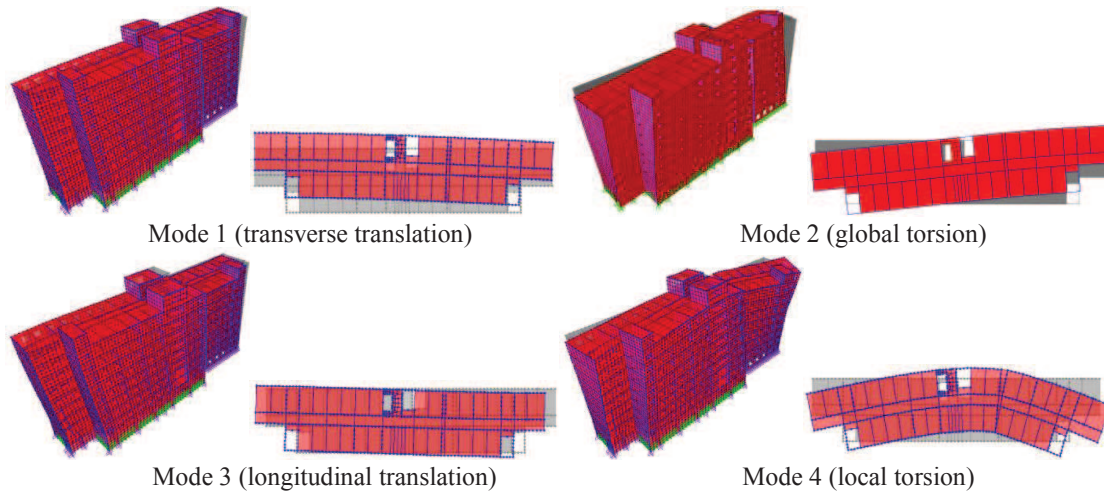 Mode 1 (transverse translation)
Mode 2 (global torsion)
Mode 3 (longitudinal translation)
Mode 4 (local torsion)